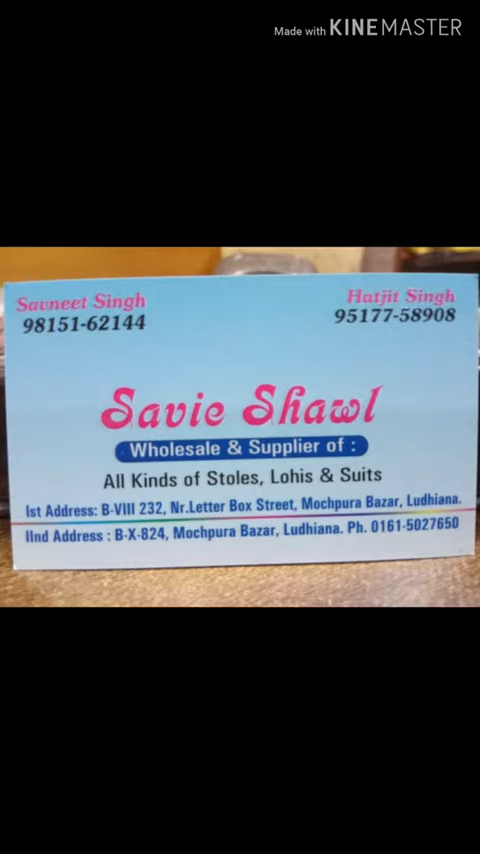 Made with KINEMASTER
Savneet Singh
98151-62144
Hatjit Singh
95177-58908
Savie Shawl
Wholesale & Supplier of :
All Kinds of Stoles, Lohis & Suits
Ist Address: B-VIII 232, Nr.Letter Box Street, Mochpura Bazar, Ludhiana.
IInd Address : B-X-824, Mochpura Bazar, Ludhiana. Ph. 0161-5027650